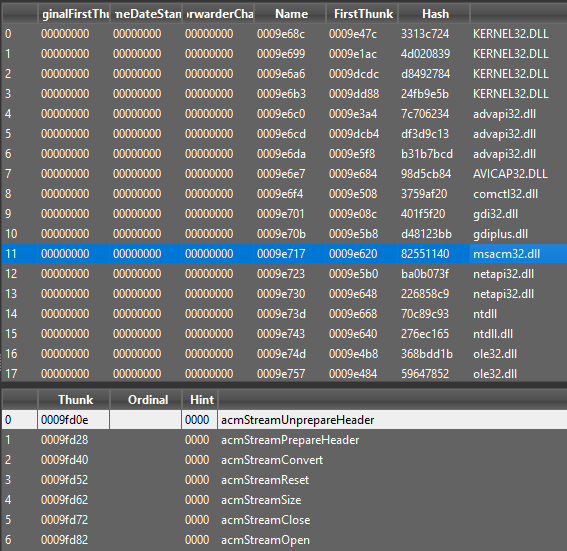 ginalFirstThu meDateStan orwarderCha Name FirstThunk Hash
0 00000000 00000000 00000000 0009e68c 0009e47c 3313c724 KERNEL32.DLL
1 00000000 00000000 00000000 0009e699 0009e1ac 4d020839 KERNEL32.DLL
2 00000000 00000000 00000000 0009e6a6 0009dcdc d8492784 KERNEL32.DLL
3 00000000 00000000 00000000 0009e6b3 0009dd88 24fb9e5b KERNEL32.DLL
4 00000000 00000000 00000000 0009e6c0 0009e3a4 7c706234 advapi32.dll
5 00000000 00000000 00000000 0009e6cd 0009dcb4 df3d9c13 advapi32.dll
6 00000000 00000000 00000000 0009e6da 0009e5f8 b31b7bcd advapi32.dll
7 00000000 00000000 00000000 0009e6e7 0009e684 98d5cb84 AVICAP32.DLL
8 00000000 00000000 00000000 0009e6f4 0009e508 3759af20 comctl32.dll
9 00000000 00000000 00000000 0009e701 0009e08c 401f5f20 gdi32.dll
10 00000000 00000000 00000000 0009e70b 0009e5b8 d48123bb gdiplus.dll
11 00000000 00000000 00000000 0009e717 0009e620 82551140 msacm32.dll
12 00000000 00000000 00000000 0009e723 0009e5b0 ba0b073f netapi32.dll
13 00000000 00000000 00000000 0009e730 0009e648 226858c9 netapi32.dll
14 00000000 00000000 00000000 0009e73d 0009e668 70c89c93 ntdll
15 00000000 00000000 00000000 0009e743 0009e640 276ec165 ntdll.dll
16 00000000 00000000 00000000 0009e74d 0009e4b8 368bdd1b ole32.dll
17 00000000 00000000 00000000 0009e757 0009e484 59647852 ole32.dll
Thunk Ordinal Hint
0 0009fd0e 0000 acmStreamUnprepareHeader
1 0009fd28 0000 acmStreamPrepareHeader
2 0009fd40 0000 acmStreamConvert
3 0009fd52 0000 acmStreamReset
4 0009fd62 0000 acmStreamSize
5 0009fd72 0000 acmStreamClose
6 0009fd82 0000 acmStreamOpen